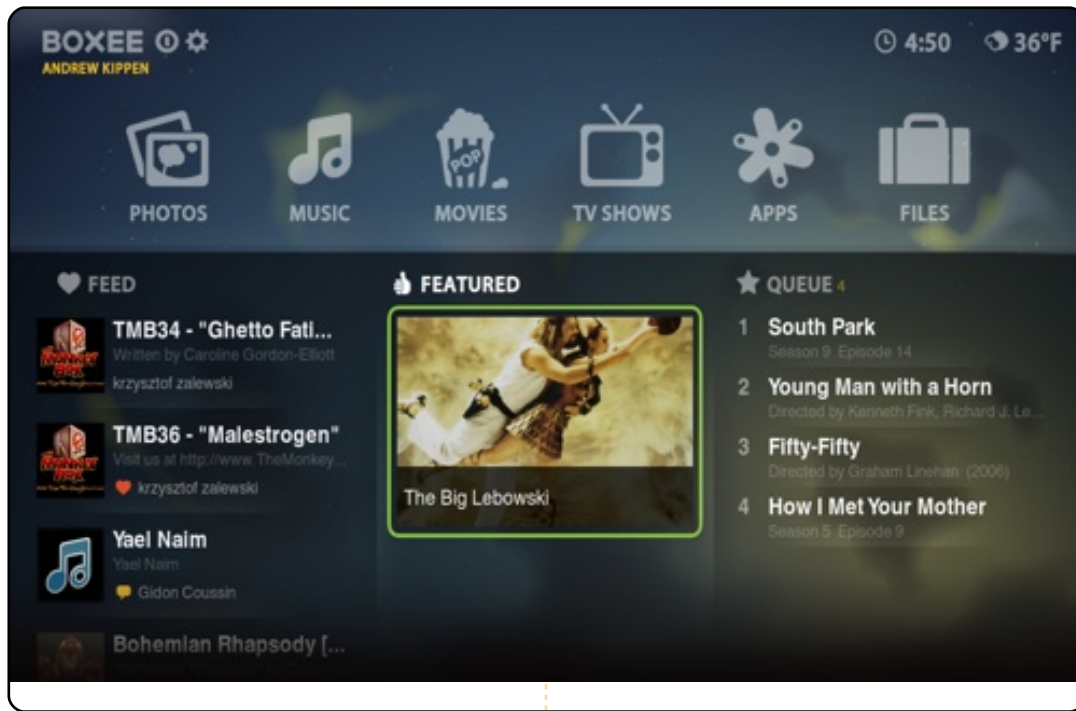 BOXEE
ANDREW KIPPEN
4:50
36°F
POP
PHOTOS
MUSIC
MOVIES
TV SHOWS
APPS
FILES
FEED
TMB34 - "Ghetto Fati...
Written by Caroline Gordon-Elliott
krzysztof zalewski
TMB36 - "Malestrogen"
Visit us at http://www.TheMonkey...
krzysztof zalewski
Yael Naim
Yael Naim
Gidon Coussin
Bohemian Rhapsody [...
FEATURED
The Big Lebowski
QUEUE 4
1 South Park
Season 9 Episode 14
2 Young Man with a Horn
Directed by Kenneth Fink, Richard J. Le...
3 Fifty-Fifty
Directed by Graham Linehan (2006)
4 How I Met Your Mother
Season 5 Episode 9